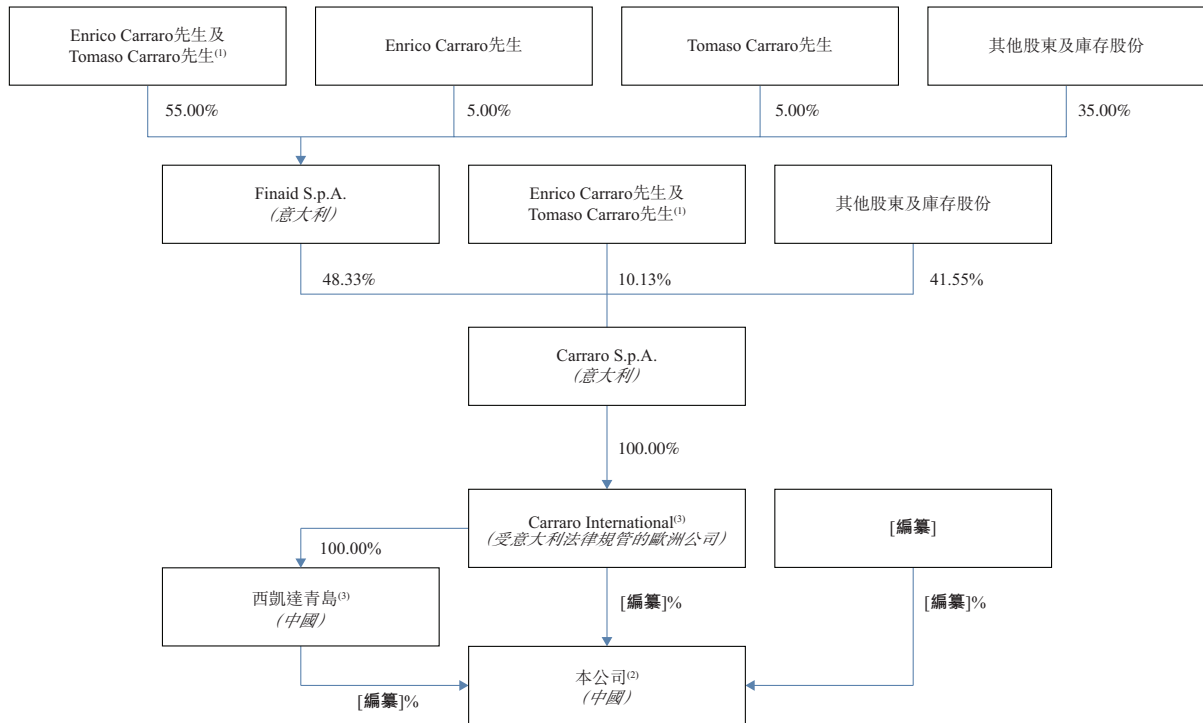 Enrico Carraro先生及
Tomaso Carraro先生(1)
Enrico Carraro先生
Tomaso Carraro先生
其他股東及庫存股份
55.00%
5.00%
5.00%
35.00%
Finaid S.p.A.
（意大利）
Enrico Carraro先生及
Tomaso Carraro先生(1)
其他股東及庫存股份
48.33%
10.13%
41.55%
Carraro S.p.A.
（意大利）
100.00%
Carraro International(3)
（受意大利法律規管的歐洲公司）
[編纂]
100.00%
西凱達青島(3)
（中國）
[編纂]%
[編纂]%
本公司(2)
（中國）
[編纂]%